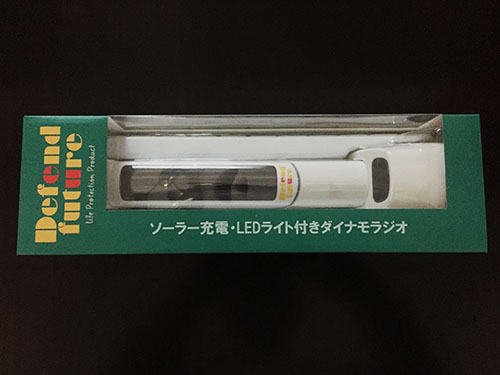 Defend
future
Life Protection Product
Defend
future
ソーラー充電・LEDライト付きダイナモラジオ